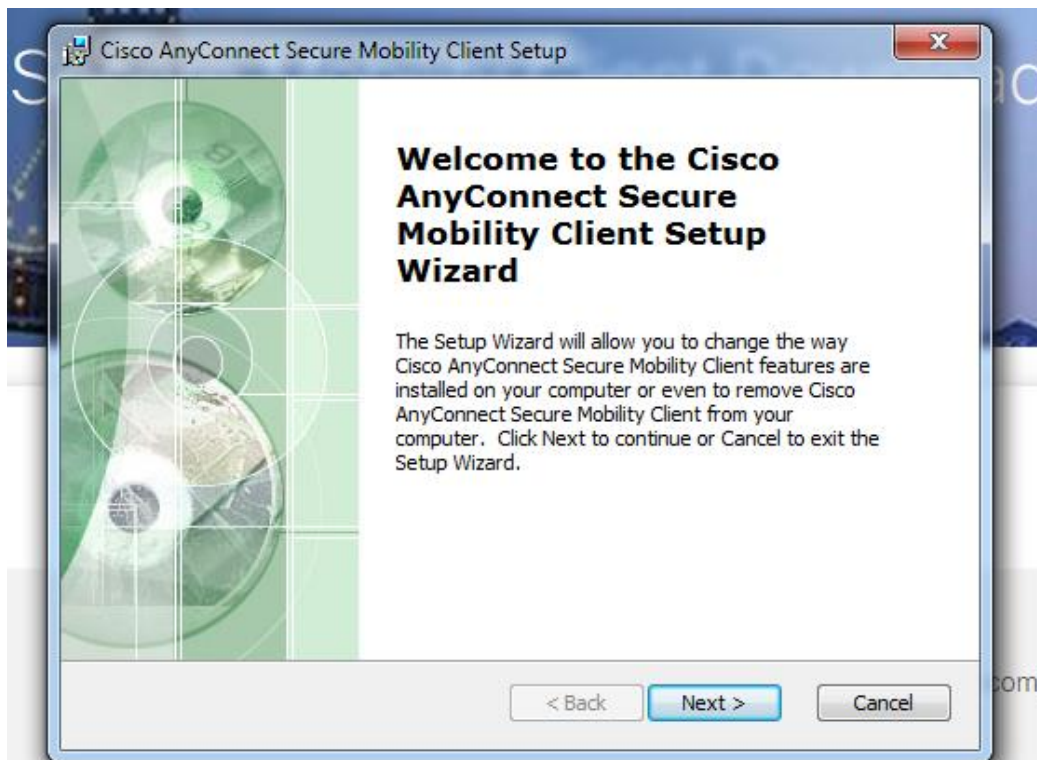 Cisco AnyConnect Secure Mobility Client Setup
Welcome to the Cisco
AnyConnect Secure
Mobility Client Setup
Wizard
The Setup Wizard will allow you to change the way
Cisco AnyConnect Secure Mobility Client features are
installed on your computer or even to remove Cisco
AnyConnect Secure Mobility Client from your
computer.  Click Next to continue or Cancel to exit the
Setup Wizard.
< Back
Next >
Cancel
com